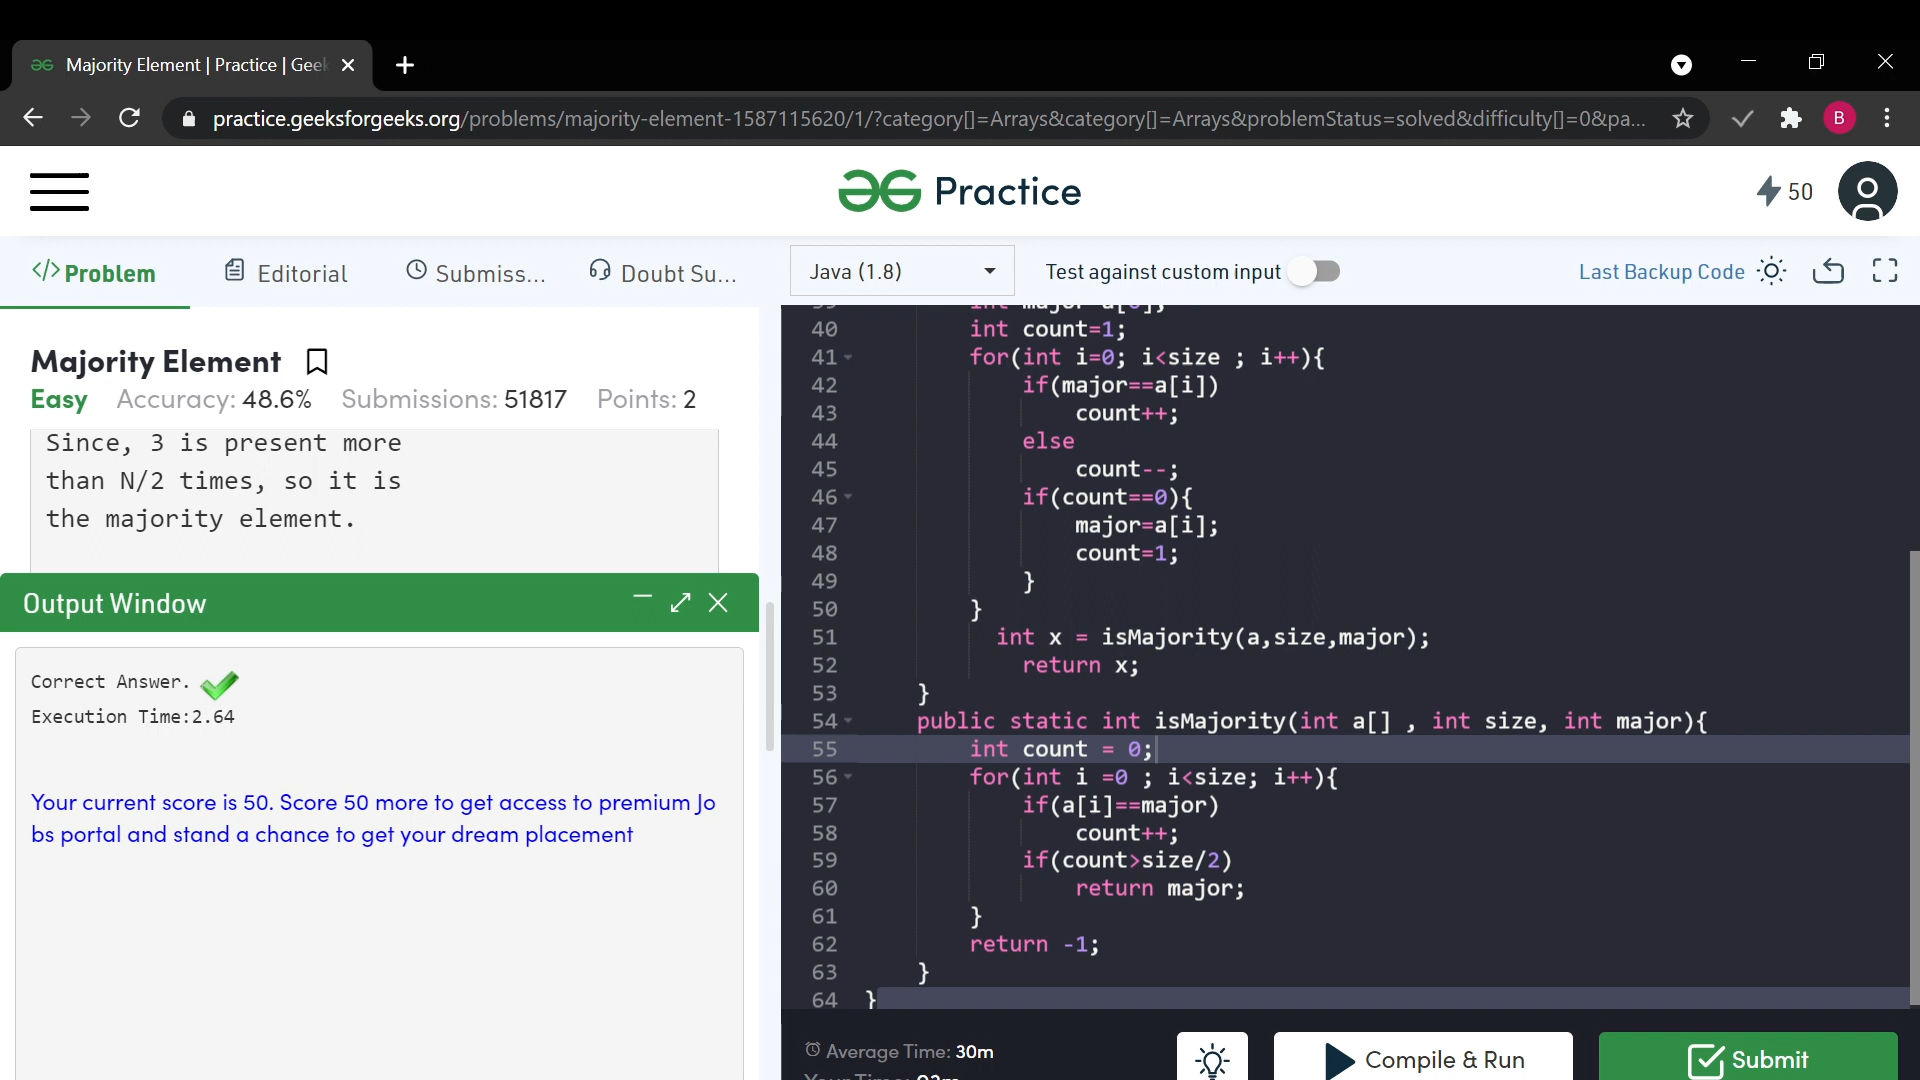 Majority Element | Practice | Geek
practice.geeksforgeeks.org/problems/majority-element-1587115620/1/?category[]=Arrays&category[]=Arrays&problemStatus=solved&difficulty[]=0&pa...
B
Practice
50
</> Problem
Editorial
Submiss...
Doubt Su...
Java (1.8)
Test against custom input
Last Backup Code
Majority Element
Easy Accuracy: 48.6% Submissions: 51817 Points: 2
Since, 3 is present more
than N/2 times, so it is
the majority element.
Output Window
Correct Answer.
Execution Time:2.64
Your current score is 50. Score 50 more to get access to premium Jo
bs portal and stand a chance to get your dream placement
40 int count=1;
41 for(int i=0; i<size ; i++){
42 if(major==a[i])
43 count++;
44 else
45 count--;
46 if(count==0){
47 major=a[i];
48 count=1;
49 }
50 }
51 int x = isMajority(a,size,major);
52 return x;
53 }
54 public static int isMajority(int a[] , int size, int major){
55 int count = 0;
56 for(int i =0 ; i<size; i++){
57 if(a[i]==major)
58 count++;
59 if(count>size/2)
60 return major;
61 }
62 return -1;
63 }
64 }
Average Time: 30m
Compile & Run
Submit